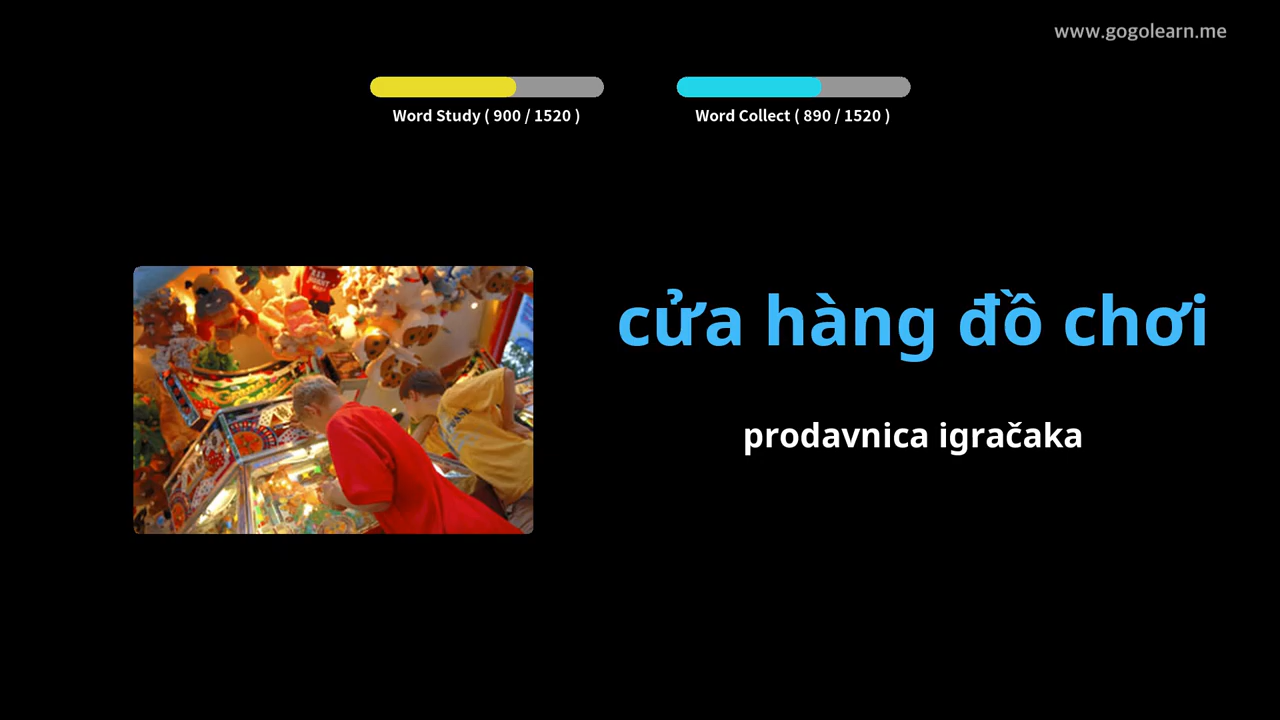 www.gogolearn.me
Word Study ( 900 / 1520 )
Word Collect ( 890 / 1520 )
cửa hàng đồ chơi
prodavnica igračaka